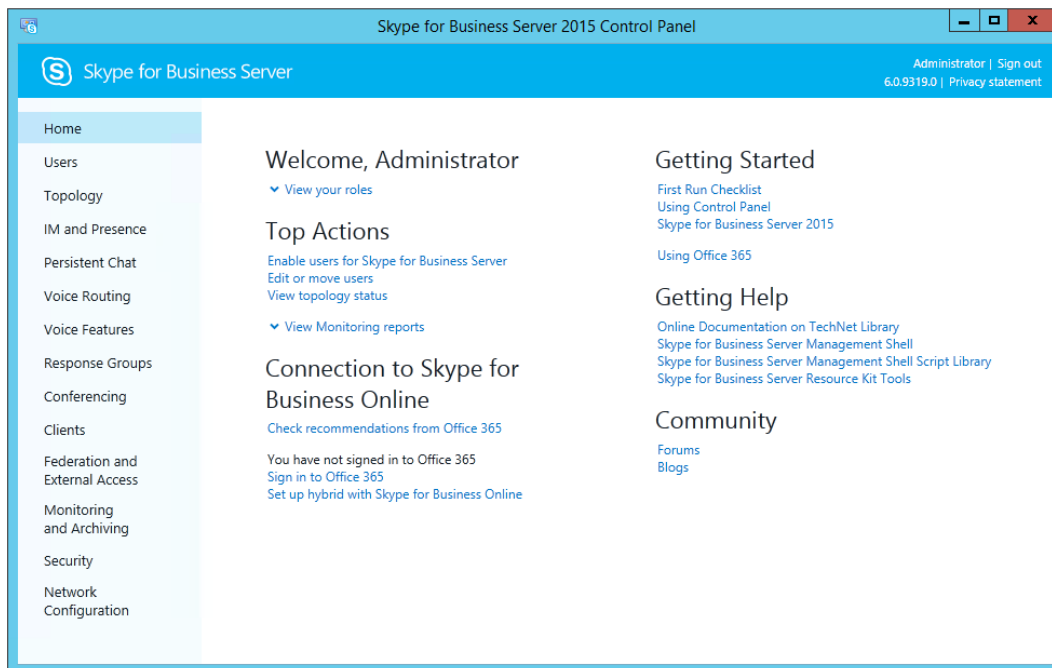 Skype for Business Server 2015 Control Panel
Skype for Business Server
Administrator | Sign out
6.0.9319.0 | Privacy statement
Home
Users
Topology
IM and Presence
Persistent Chat
Voice Routing
Voice Features
Response Groups
Conferencing
Clients
Federation and
External Access
Monitoring
and Archiving
Security
Network
Configuration
Welcome, Administrator
View your roles
Top Actions
Enable users for Skype for Business Server
Edit or move users
View topology status
View Monitoring reports
Connection to Skype for
Business Online
Check recommendations from Office 365
You have not signed in to Office 365
Sign in to Office 365
Set up hybrid with Skype for Business Online
Getting Started
First Run Checklist
Using Control Panel
Skype for Business Server 2015
Using Office 365
Getting Help
Online Documentation on TechNet Library
Skype for Business Server Management Shell
Skype for Business Server Management Shell Script Library
Skype for Business Server Resource Kit Tools
Community
Forums
Blogs